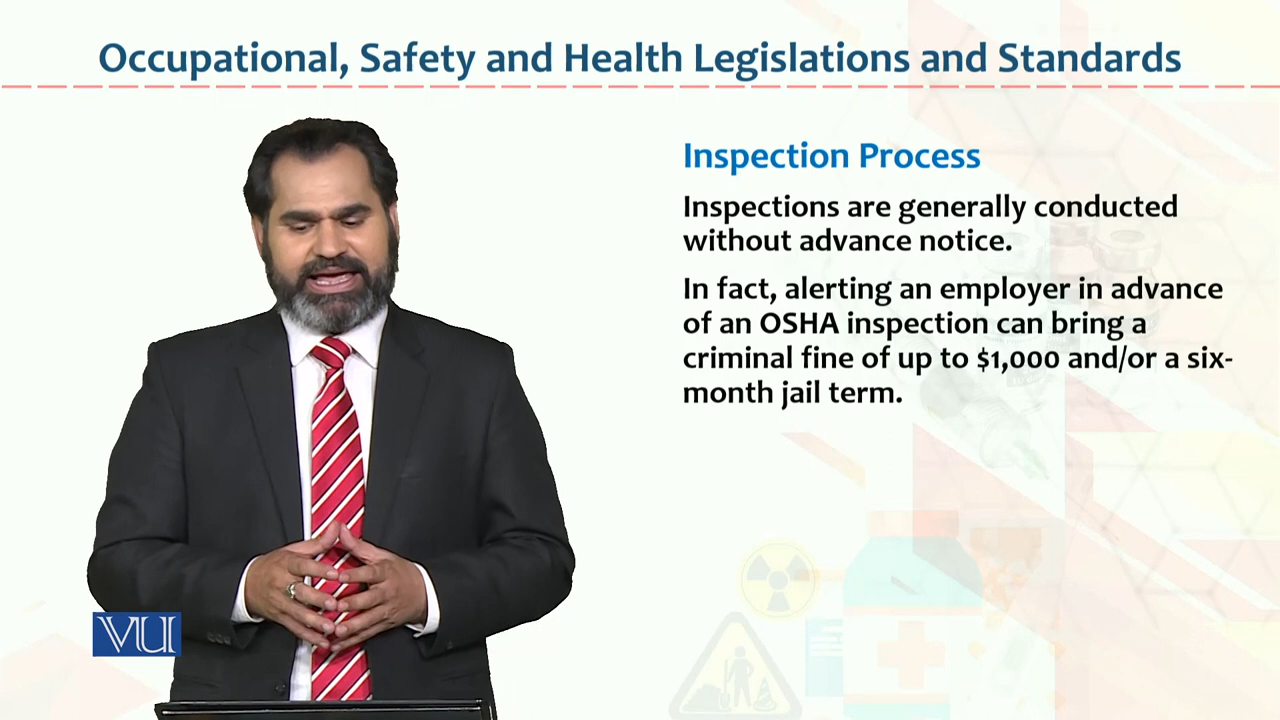 Occupational, Safety and Health Legislations and Standards
Inspection Process
Inspections are generally conducted
without advance notice.
In fact, alerting an employer in advance
of an OSHA inspection can bring a
criminal fine of up to $1,000 and/or a six-
month jail term.
VU